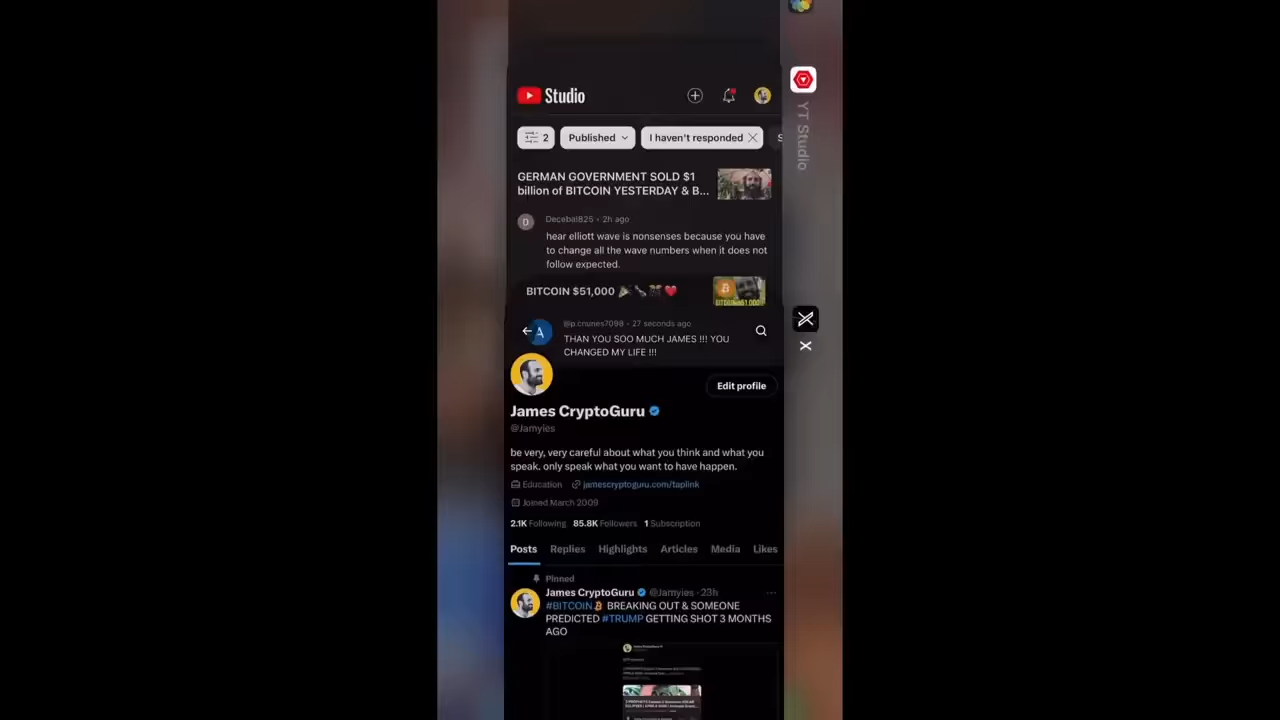 Studio
2
Published
I haven't responded
S
GERMAN GOVERNMENT SOLD $1
billion of BITCOIN YESTERDAY & B...
D
Decebal825 • 2h ago
hear elliott wave is nonsenses because you have
to change all the wave numbers when it does not
follow expected.
BITCOIN $51,000
BITCOIN $51,000
A
@p.cnunes7098 • 27 seconds ago
THAN YOU SOO MUCH JAMES !!! YOU
CHANGED MY LIFE !!!
Edit profile
James CryptoGuru
@Jamyies
be very, very careful about what you think and what you
speak. only speak what you want to have happen.
Education jamescryptoguru.com/taplink
Joined March 2009
2.1K Following 85.8K Followers 1 Subscription
Posts Replies Highlights Articles Media Likes
Pinned
James CryptoGuru @Jamyies · 23h
#BITCOIN BREAKING OUT & SOMEONE
PREDICTED #TRUMP GETTING SHOT 3 MONTHS
AGO
YT Studio
X